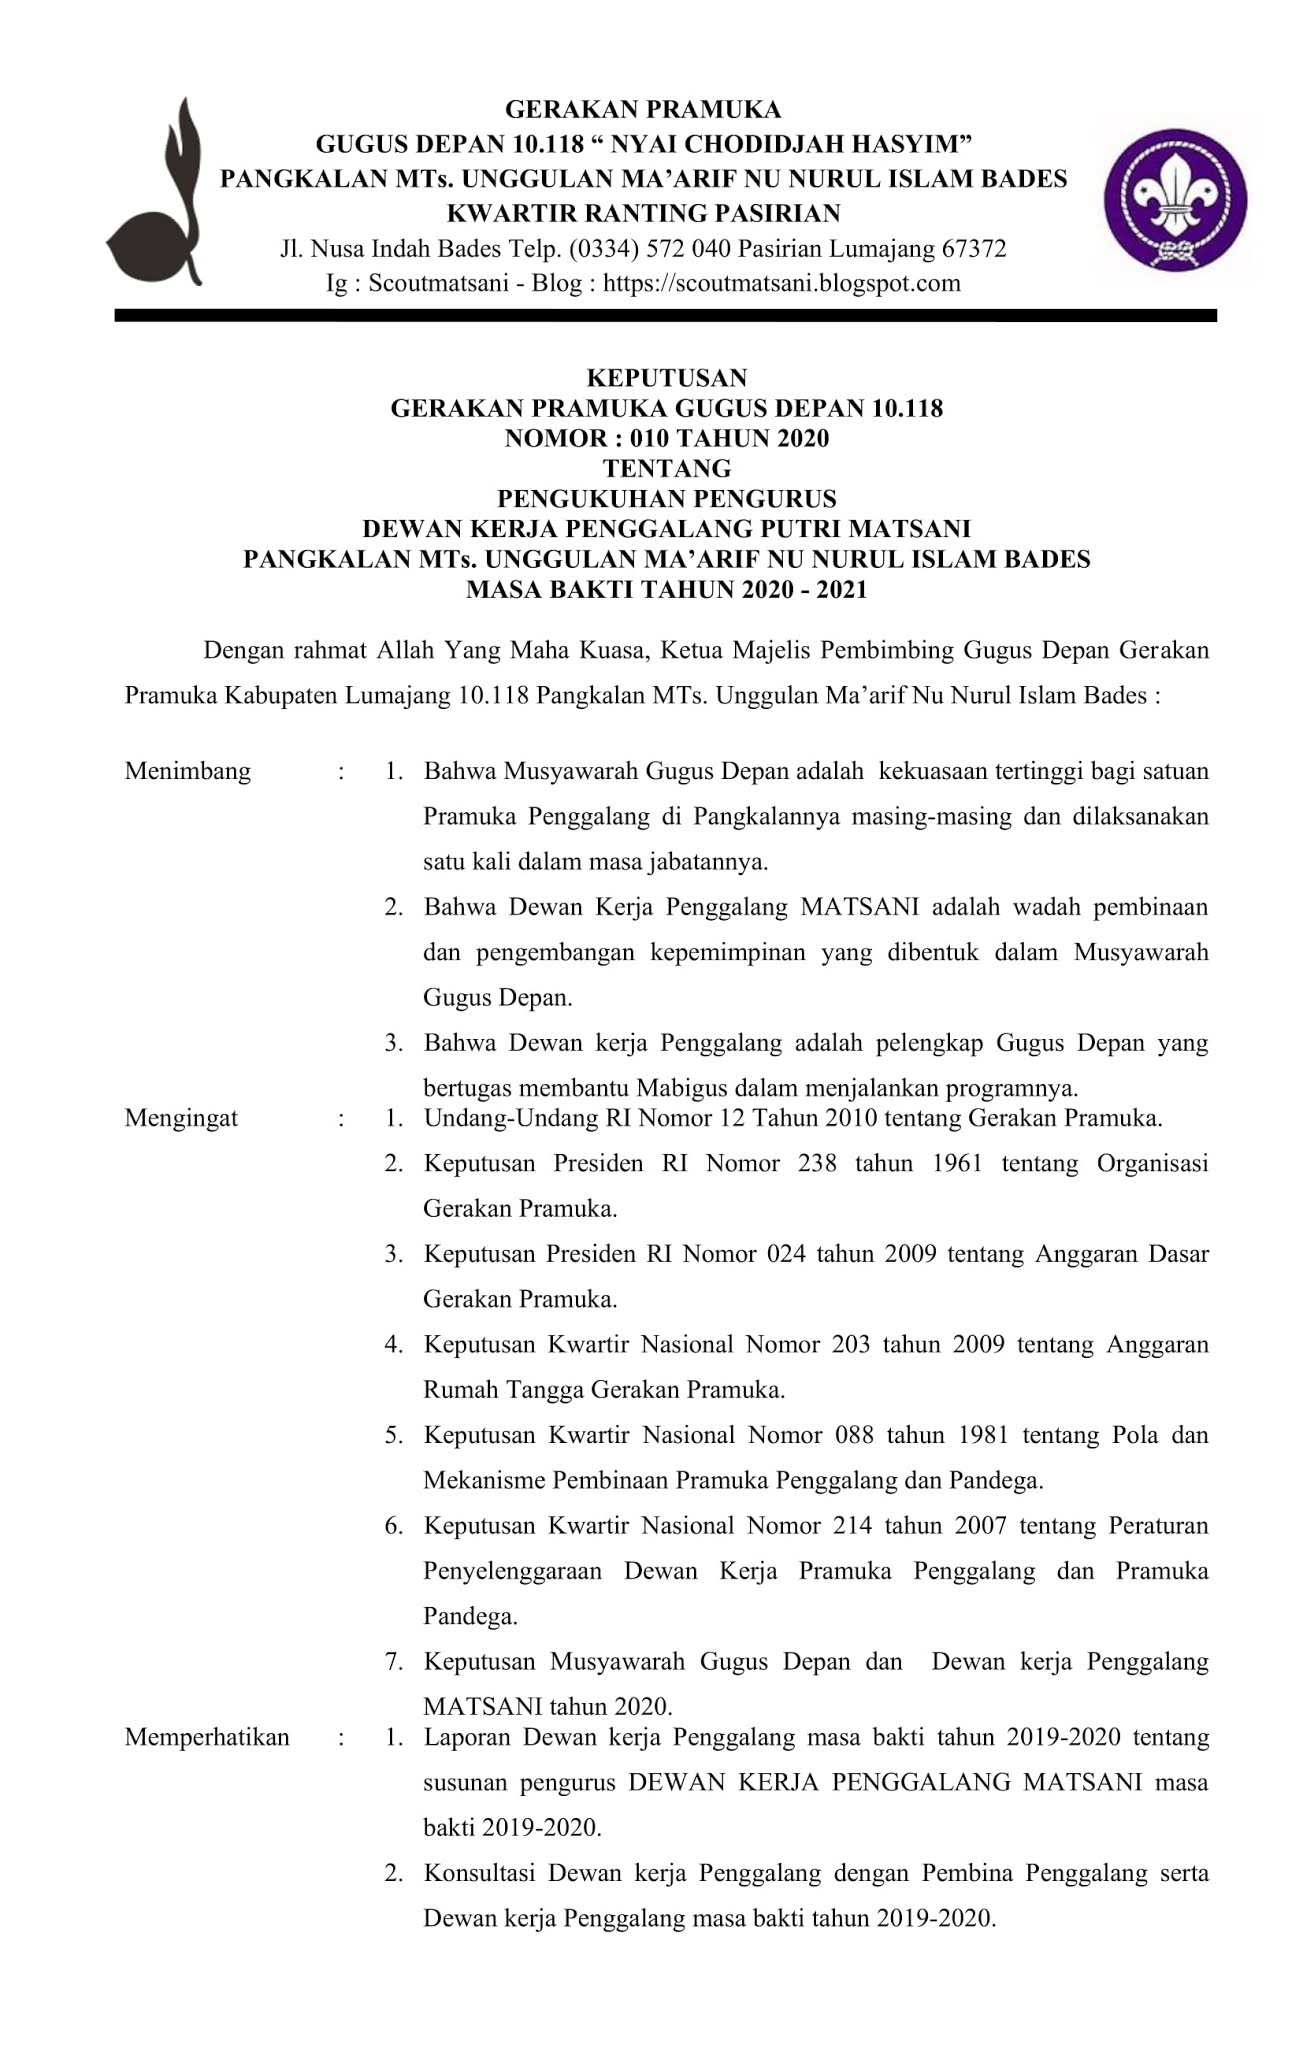 GERAKAN PRAMUKA
GUGUS DEPAN 10.118 “ NYAI CHODIDJAH HASYIM”
PANGKALAN MTs. UNGGULAN MA’ARIF NU NURUL ISLAM BADES
KWARTIR RANTING PASIRIAN
Jl. Nusa Indah Bades Telp. (0334) 572 040 Pasirian Lumajang 67372
Ig : Scoutmatsani - Blog : https://scoutmatsani.blogspot.com
KEPUTUSAN
GERAKAN PRAMUKA GUGUS DEPAN 10.118
NOMOR : 010 TAHUN 2020
TENTANG
PENGUKUHAN PENGURUS
DEWAN KERJA PENGGALANG PUTRI MATSANI
PANGKALAN MTs. UNGGULAN MA’ARIF NU NURUL ISLAM BADES
MASA BAKTI TAHUN 2020 - 2021
Dengan rahmat Allah Yang Maha Kuasa, Ketua Majelis Pembimbing Gugus Depan Gerakan
Pramuka Kabupaten Lumajang 10.118 Pangkalan MTs. Unggulan Ma’arif Nu Nurul Islam Bades :
Menimbang : 1. Bahwa Musyawarah Gugus Depan adalah kekuasaan tertinggi bagi satuan
Pramuka Penggalang di Pangkalannya masing-masing dan dilaksanakan
satu kali dalam masa jabatannya.
2. Bahwa Dewan Kerja Penggalang MATSANI adalah wadah pembinaan
dan pengembangan kepemimpinan yang dibentuk dalam Musyawarah
Gugus Depan.
3. Bahwa Dewan kerja Penggalang adalah pelengkap Gugus Depan yang
bertugas membantu Mabigus dalam menjalankan programnya.
Mengingat : 1. Undang-Undang RI Nomor 12 Tahun 2010 tentang Gerakan Pramuka.
2. Keputusan Presiden RI Nomor 238 tahun 1961 tentang Organisasi
Gerakan Pramuka.
3. Keputusan Presiden RI Nomor 024 tahun 2009 tentang Anggaran Dasar
Gerakan Pramuka.
4. Keputusan Kwartir Nasional Nomor 203 tahun 2009 tentang Anggaran
Rumah Tangga Gerakan Pramuka.
5. Keputusan Kwartir Nasional Nomor 088 tahun 1981 tentang Pola dan
Mekanisme Pembinaan Pramuka Penggalang dan Pandega.
6. Keputusan Kwartir Nasional Nomor 214 tahun 2007 tentang Peraturan
Penyelenggaraan Dewan Kerja Pramuka Penggalang dan Pramuka
Pandega.
7. Keputusan Musyawarah Gugus Depan dan Dewan kerja Penggalang
MATSANI tahun 2020.
Memperhatikan : 1. Laporan Dewan kerja Penggalang masa bakti tahun 2019-2020 tentang
susunan pengurus DEWAN KERJA PENGGALANG MATSANI masa
bakti 2019-2020.
2. Konsultasi Dewan kerja Penggalang dengan Pembina Penggalang serta
Dewan kerja Penggalang masa bakti tahun 2019-2020.